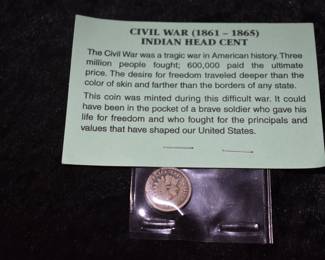 CIVIL WAR (1861 – 1865)
INDIAN HEAD CENT
The Civil War was a tragic war in American history. Three
million people fought; 600,000 paid the ultimate
price. The desire for freedom traveled deeper than the
color of skin and farther than the borders of any state.
This coin was minted during this difficult war. It could
have been in the pocket of a brave soldier who gave his
life for freedom and who fought for the principals and
values that have shaped our United States.